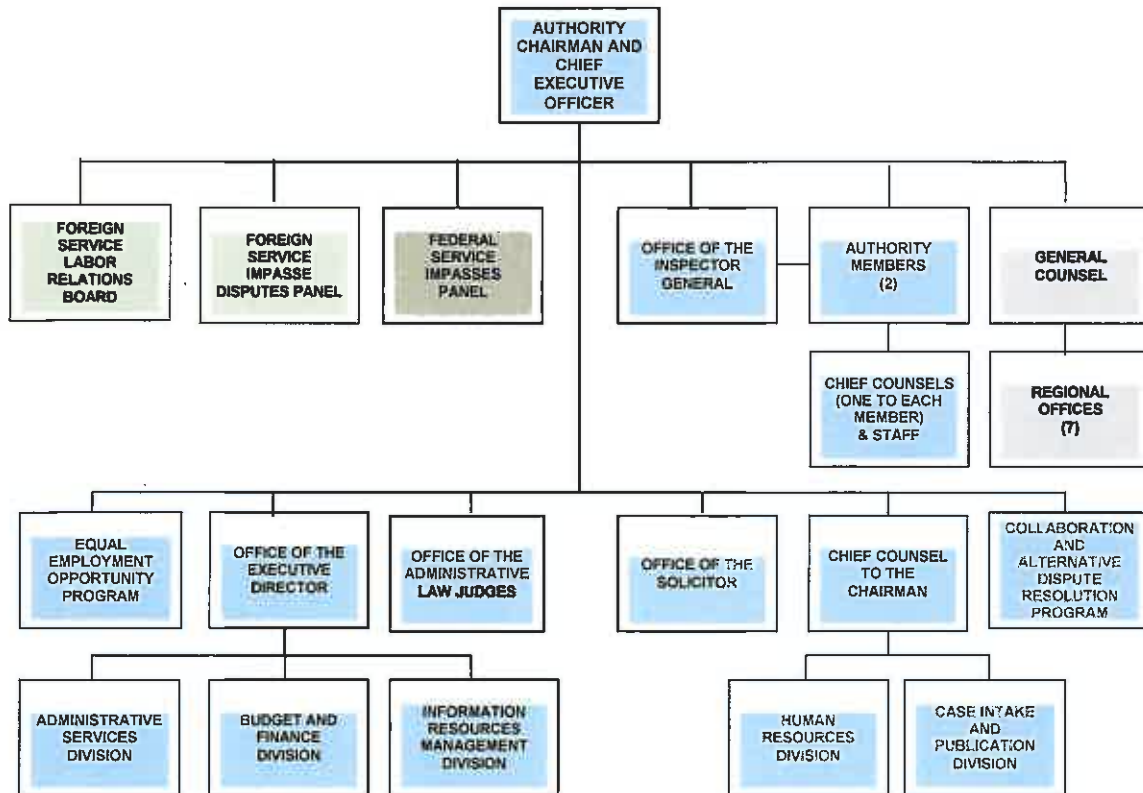 AUTHORITY
CHAIRMAN AND
CHIEF
EXECUTIVE
OFFICER
FOREIGN
SERVICE
LABOR
RELATIONS
BOARD
FOREIGN
SERVICE
IMPASSE
DISPUTES PANEL
FEDERAL
SERVICE
IMPASSES
PANEL
OFFICE OF THE
INSPECTOR
GENERAL
AUTHORITY
MEMBERS
(2)
GENERAL
COUNSEL
CHIEF COUNSELS
(ONE TO EACH
MEMBER)
& STAFF
REGIONAL
OFFICES
(7)
EQUAL
EMPLOYMENT
OPPORTUNITY
PROGRAM
OFFICE OF THE
EXECUTIVE
DIRECTOR
OFFICE OF THE
ADMINISTRATIVE
LAW JUDGES
OFFICE OF THE
SOLICITOR
CHIEF COUNSEL
TO THE
CHAIRMAN
COLLABORATION
AND
ALTERNATIVE
DISPUTE
RESOLUTION
PROGRAM
ADMINISTRATIVE
SERVICES
DIVISION
BUDGET AND
FINANCE
DIVISION
INFORMATION
RESOURCES
MANAGEMENT
DIVISION
HUMAN
RESOURCES
DIVISION
CASE INTAKE
AND
PUBLICATION
DIVISION